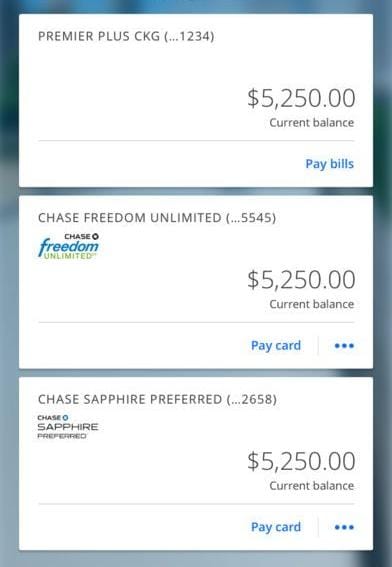 PREMIER PLUS CKG (...1234)
$5,250.00
Current balance
Pay bills
CHASE FREEDOM UNLIMITED (...5545)
CHASE
freedom
UNLIMITED℠
$5,250.00
Current balance
Pay card
CHASE SAPPHIRE PREFERRED (...2658)
CHASE
SAPPHIRE
PREFERRED
$5,250.00
Current balance
Pay card